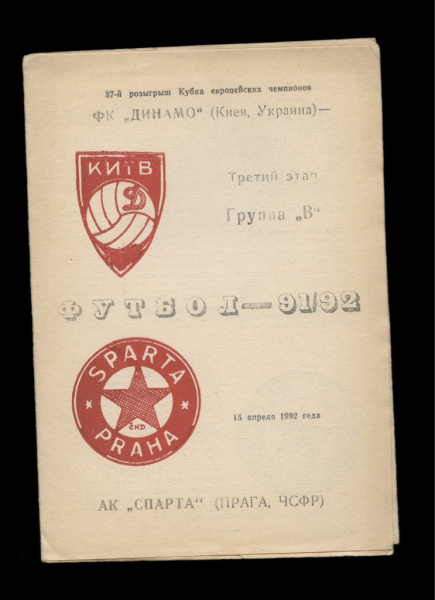 37-й розыгрыш Кубка европейских чемпионов
ФК „ДИНАМО“ (Киев, Украина)—
КИїВ
Д
Третий этап
Группа „В“
ФУТБОЛ—91/92
SPARTA
ČKD
PRAHA
15 апреля 1992 года
АК „СПАРТА“ (ПРАГА, ЧСФР)